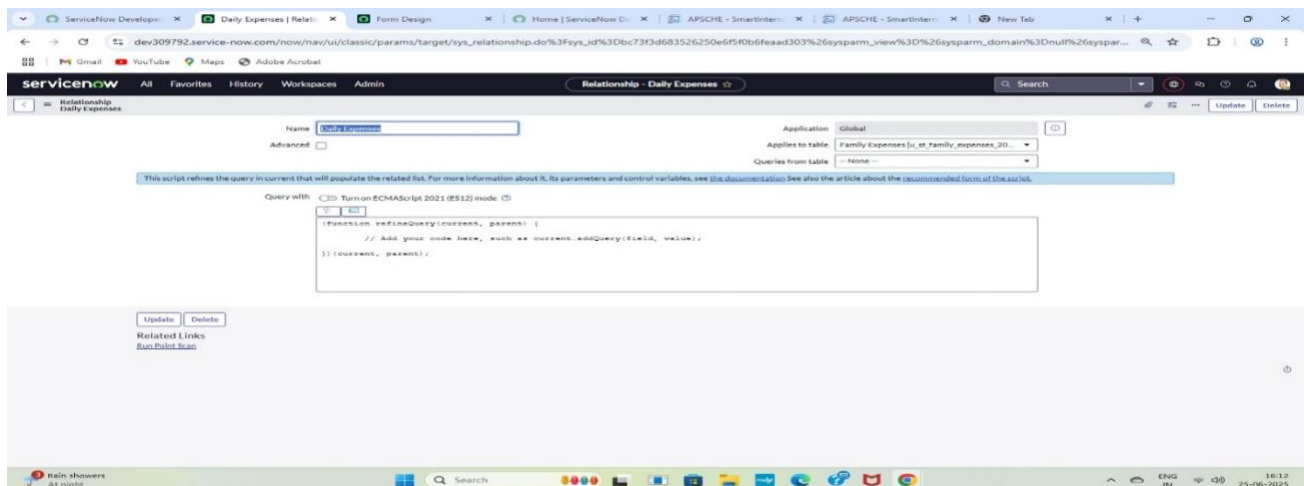 ServiceNow Develope
Daily Expenses | Relati
Form Design
Home | ServiceNow De
APSCHE - SmartIntern
APSCHE - SmartIntern
New Tab
dev309792.service-now.com/now/nav/ui/classic/params/target/sys_relationship.do%3Fsys_id%3Dbc73f3d683526250e6f5f0b6feaad303%26sysparm_view%3D%26sysparm_domain%3Dnull%26syspar...
Gmail YouTube Maps Adobe Acrobat
servicenow All Favorites History Workspaces Admin Relationship - Daily Expenses Search
Relationship
Daily Expenses
Update Delete
Name Daily Expenses Application Global
Advanced Applies to table Family Expenses [u_st_family_expenses_20...
Queries from table -- None --
This script refines the query in current that will populate the related list. For more information about it, its parameters and control variables, see the documentation See also the article about the recommended form of the script.
Query with Turn on ECMAScript 2021 (ES12) mode
(function refineQuery(current, parent) {
// Add your code here, such as current.addQuery(field, value);
})(current, parent);
Update Delete
Related Links
Run Point Scan
Rain showers
At night
Search
ENG
IN
16:12
25-06-2025